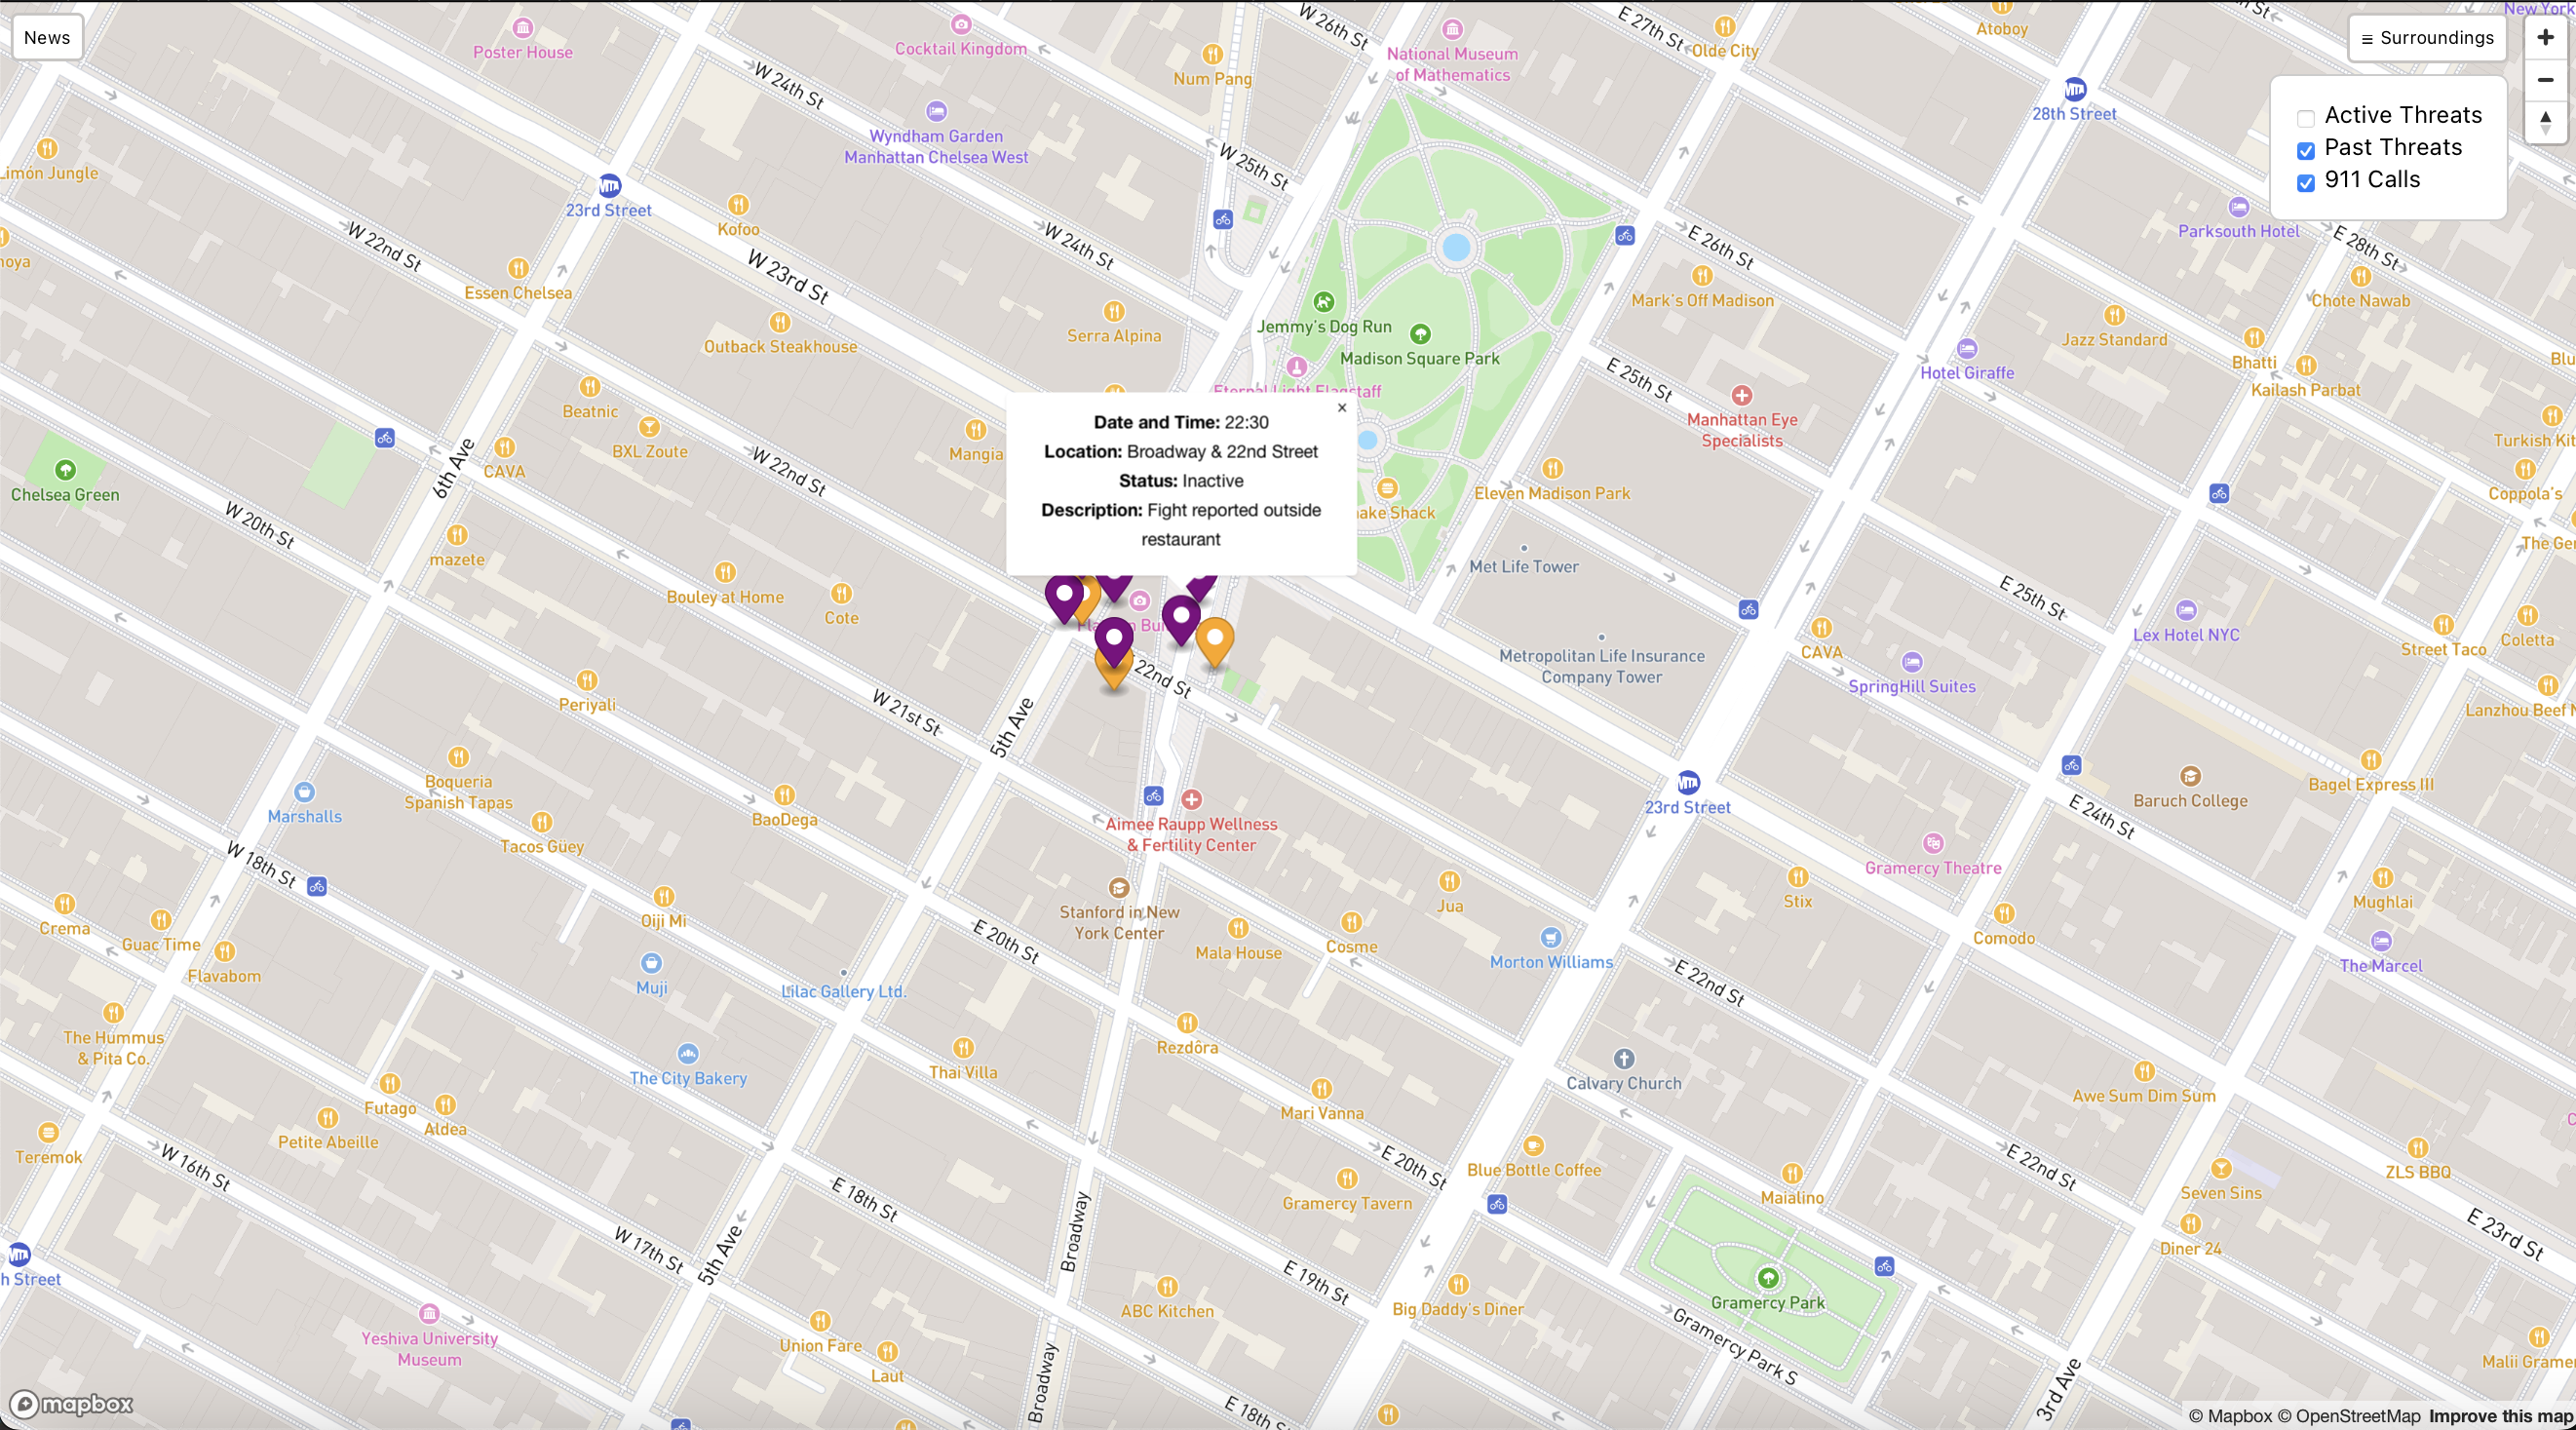 News
Surroundings
Active Threats
Past Threats
911 Calls
Date and Time: 22:30
Location: Broadway & 22nd Street
Status: Inactive
Description: Fight reported outside
restaurant
Poster House
Cocktail Kingdom
Num Pang
W 26th St
National Museum
of Mathematics
E 27th St
Olde City
Atoboy
New York
28th Street
W 24th St
Wyndham Garden
Manhattan Chelsea West
W 25th St
Limón Jungle
23rd Street
Kofoo
W 22nd St
W 24th St
E 26th St
Parksouth Hotel
E 28th St
Essen Chelsea
W 23rd St
Mark's Off Madison
Chote Nawab
Outback Steakhouse
Serra Alpina
Jemmy's Dog Run
Madison Square Park
Jazz Standard
Bhatti
Kailash Parbat
Hotel Giraffe
E 25th St
Eternal Light Flagstaff
Beatnic
BXL Zoute
CAVA
Mangia
W 22nd St
6th Ave
Manhattan Eye
Specialists
Chelsea Green
Eleven Madison Park
Coppola's
W 20th St
mazete
Met Life Tower
Bouley at Home
Cote
E 25th St
Lex Hotel NYC
Street Taco
Coletta
Metropolitan Life Insurance
Company Tower
CAVA
SpringHill Suites
22nd St
Periyali
W 21st St
5th Ave
Boqueria
Spanish Tapas
Marshalls
BaoDega
Tacos Güey
Aimee Raupp Wellness
& Fertility Center
23rd Street
Baruch College
Bagel Express III
E 24th St
W 18th St
Gramercy Theatre
Crema
Guac Time
Flavabom
Oiji Mi
Muji
Lilac Gallery Ltd.
E 20th St
Stanford in New
York Center
Mala House
Cosme
Jua
Morton Williams
Stix
Comodo
Mughlai
The Marcel
E 22nd St
The Hummus
& Pita Co.
The City Bakery
Thai Villa
Rezdôra
Calvary Church
Futago
Aldea
Petite Abeille
Teremok
Mari Vanna
Awe Sum Dim Sum
W 16th St
E 18th St
E 20th St
Gramercy Tavern
Blue Bottle Coffee
Maialino
E 22nd St
Seven Sins
ZLS BBQ
Diner 24
E 23rd St
W 17th St
5th Ave
Broadway
E 19th St
ABC Kitchen
Big Daddy's Diner
Gramercy Park
Gramercy Park S
Yeshiva University
Museum
Union Fare
Laut
Broadway
E 18th St
3rd Ave
mapbox
© Mapbox © OpenStreetMap Improve this map